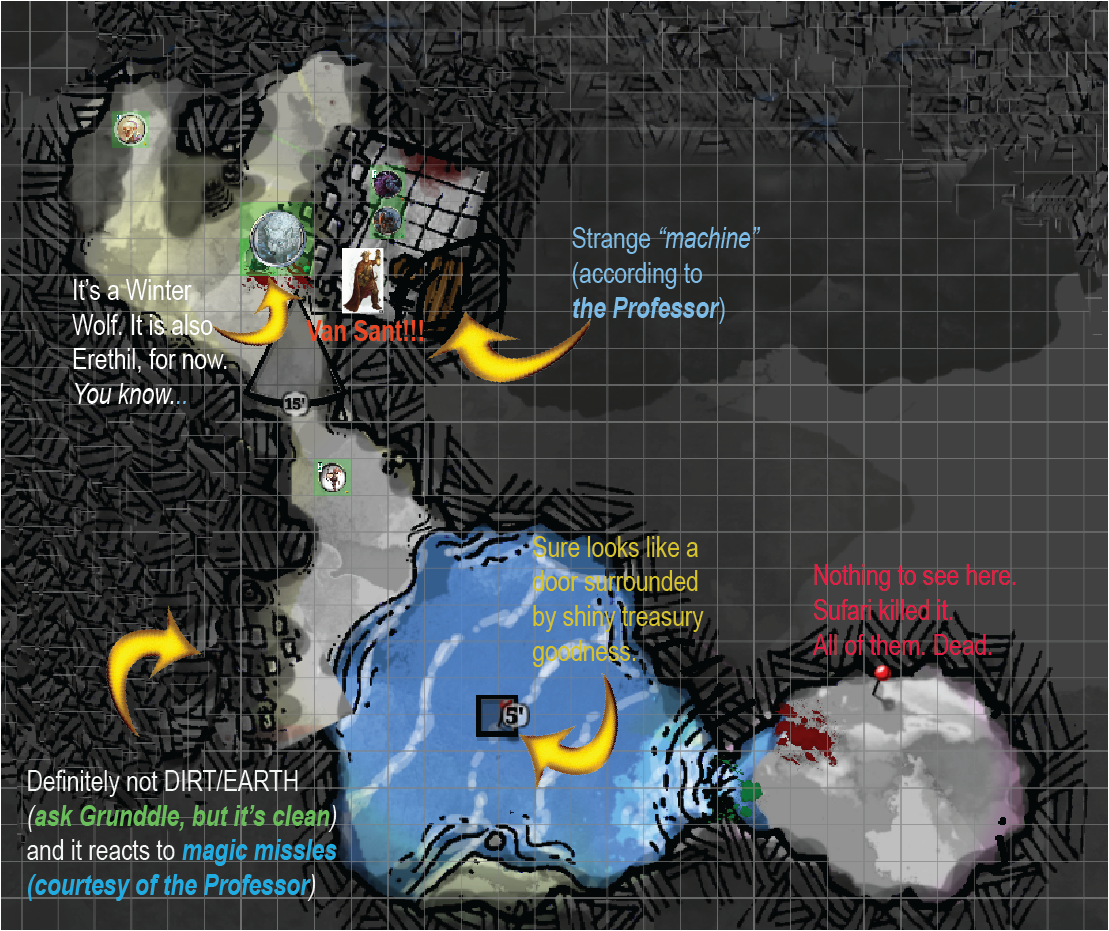 Strange “machine”
(according to
the Professor)
It’s a Winter
Wolf. It is also
Erethil, for now.
You know...
Van Sant!!!
15'
Sure looks like a
door surrounded
by shiny treasury
goodness.
Nothing to see here.
Sufari killed it.
All of them. Dead.
5'
Definitely not DIRT/EARTH
(ask Grunddle, but it’s clean)
and it reacts to magic missles
(courtesy of the Professor)